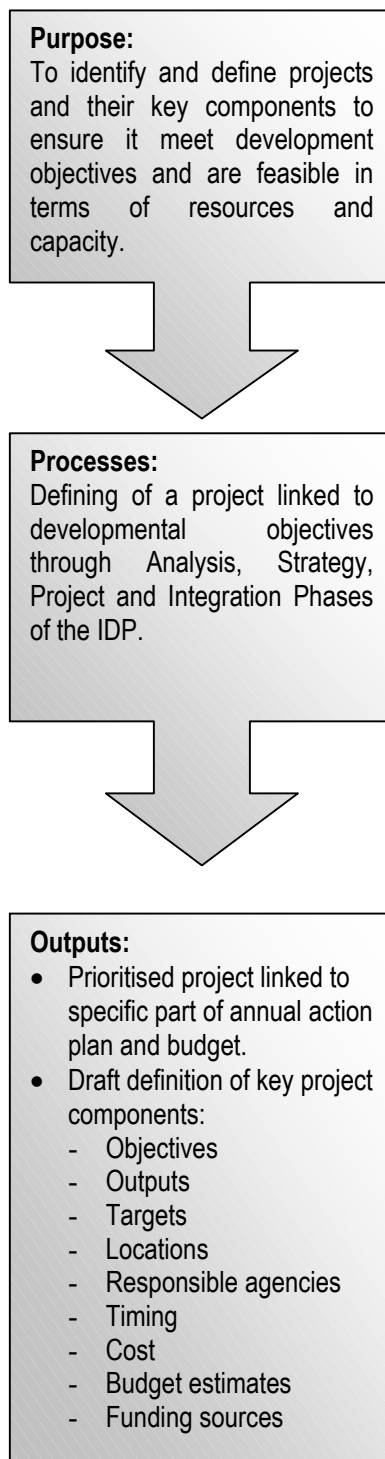 Purpose:
To identify and define projects
and their key components to
ensure it meet development
objectives and are feasible in
terms of resources and
capacity.
Processes:
Defining of a project linked to
developmental objectives
through Analysis, Strategy,
Project and Integration Phases
of the IDP.
Outputs:
• Prioritised project linked to
specific part of annual action
plan and budget.
• Draft definition of key project
components:
- Objectives
- Outputs
- Targets
- Locations
- Responsible agencies
- Timing
- Cost
- Budget estimates
- Funding sources